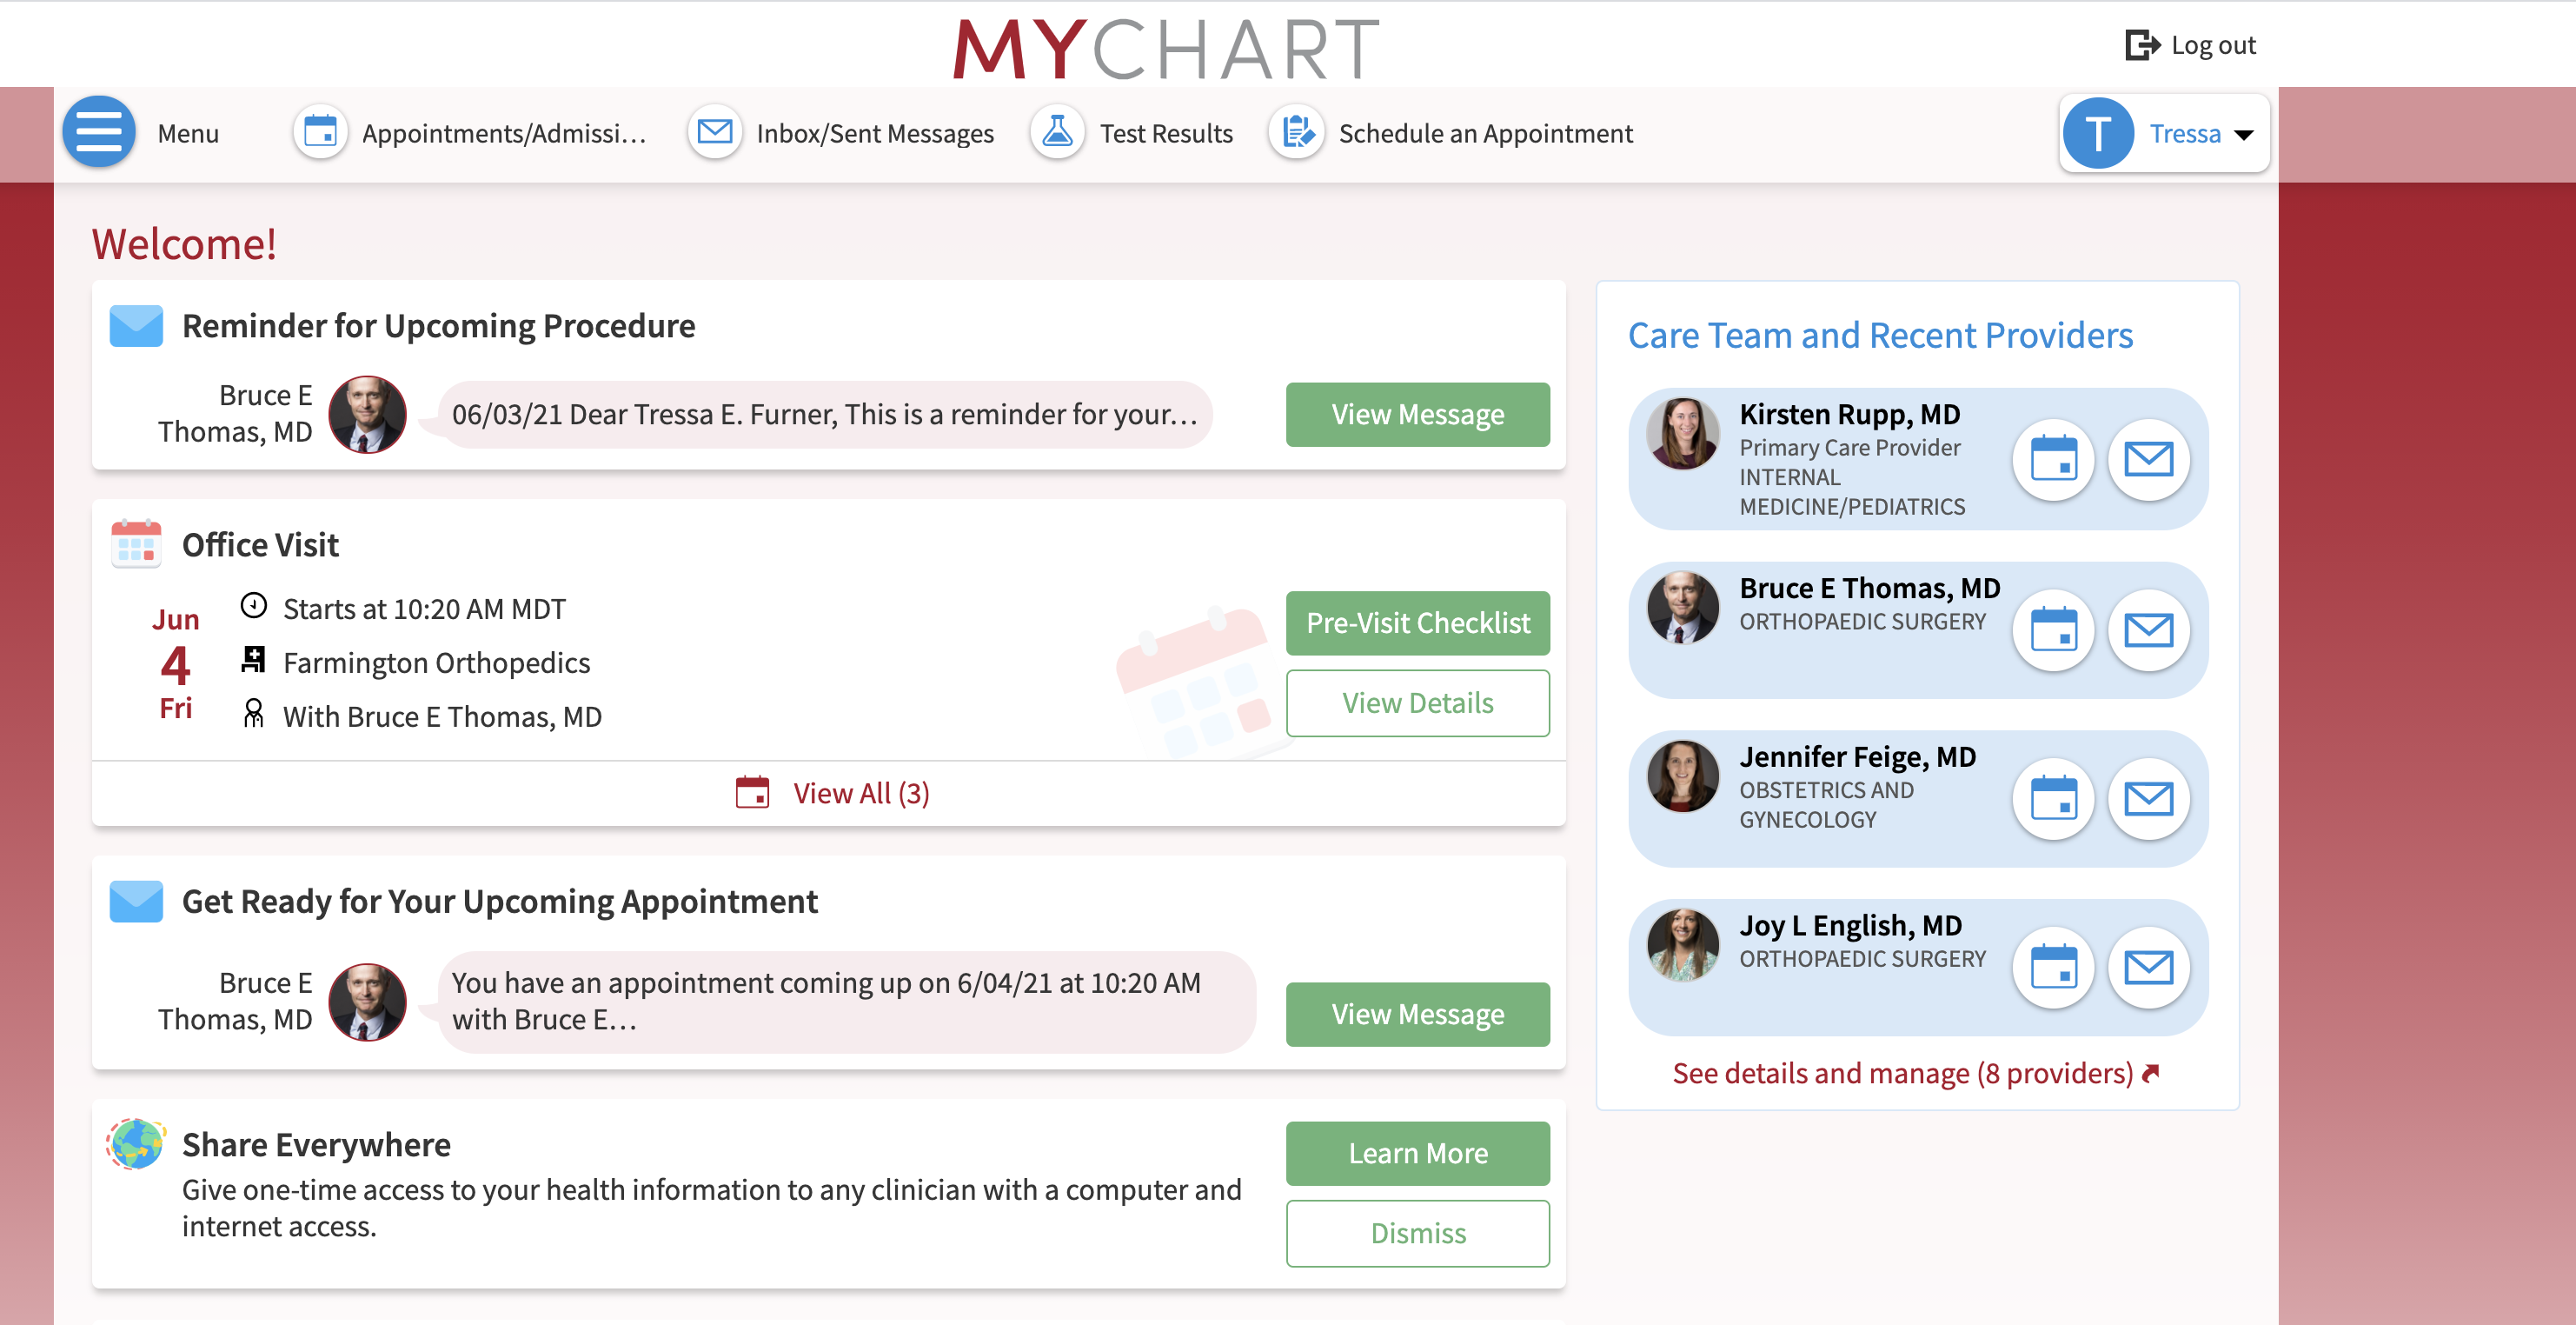 MYCHART
Log out
Menu
Appointments/Admissi...
Inbox/Sent Messages
Test Results
Schedule an Appointment
T
Tressa
Welcome!
Reminder for Upcoming Procedure
Bruce E
Thomas, MD
06/03/21 Dear Tressa E. Furner, This is a reminder for your...
View Message
Office Visit
Jun
4
Fri
Starts at 10:20 AM MDT
Farmington Orthopedics
With Bruce E Thomas, MD
Pre-Visit Checklist
View Details
View All (3)
Get Ready for Your Upcoming Appointment
Bruce E
Thomas, MD
You have an appointment coming up on 6/04/21 at 10:20 AM
with Bruce E...
View Message
Share Everywhere
Give one-time access to your health information to any clinician with a computer and
internet access.
Learn More
Dismiss
Care Team and Recent Providers
Kirsten Rupp, MD
Primary Care Provider
INTERNAL
MEDICINE/PEDIATRICS
Bruce E Thomas, MD
ORTHOPAEDIC SURGERY
Jennifer Feige, MD
OBSTETRICS AND
GYNECOLOGY
Joy L English, MD
ORTHOPAEDIC SURGERY
See details and manage (8 providers)